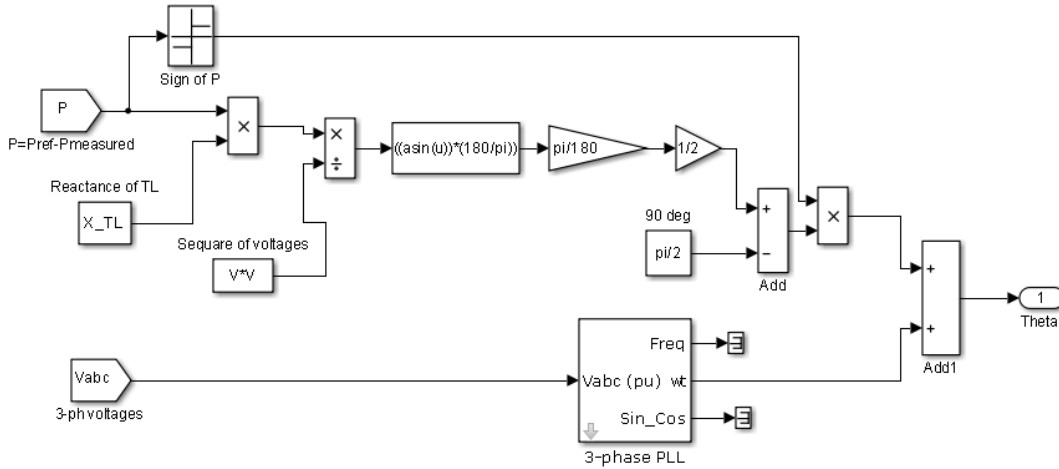 Sign of P
P
P=Pref-Pmeasured
×
×
÷
((asin(u))*(180/pi))
pi/180
1/2
Reactance of TL
X_TL
Sequare of voltages
V*V
90 deg
pi/2
+
−
Add
×
+
+
Add1
1
Theta
Vabc
3-ph voltages
Freq
Vabc (pu) wt
Sin_Cos
3-phase PLL